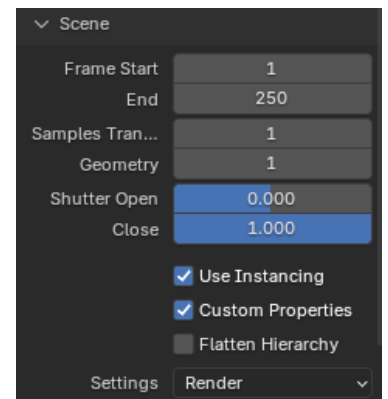 Scene
Frame Start 1
End 250
Samples Tran... 1
Geometry 1
Shutter Open 0.000
Close 1.000
Use Instancing
Custom Properties
Flatten Hierarchy
Settings Render